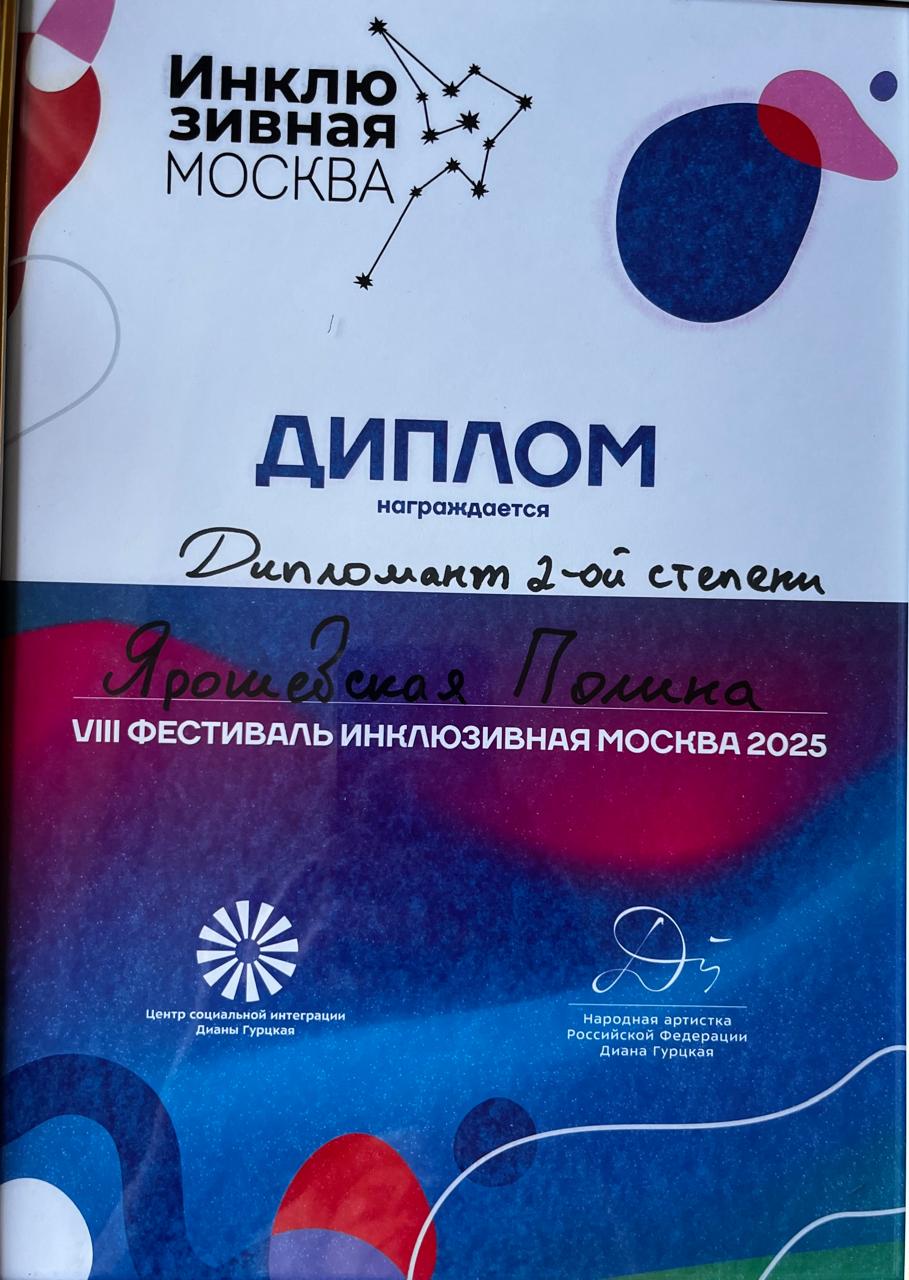 Инклю
зивная
МОСКВА
ДИПЛОМ
награждается
Дипломант 2-ой степени
Ярошевская Полина
VIII ФЕСТИВАЛЬ ИНКЛЮЗИВНАЯ МОСКВА 2025
Центр социальной интеграции
Дианы Гурцкая
Народная артистка
Российской Федерации
Диана Гурцкая